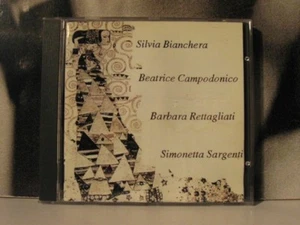 Silvia Bianchera
Beatrice Campodonico
Barbara Rettagliati
Simonetta Sargenti